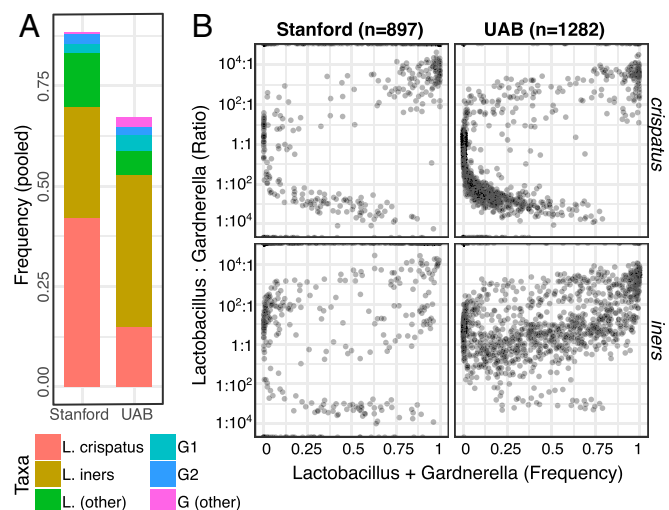 A
B
Stanford (n=897)
UAB (n=1282)
Frequency (pooled)
0.75
0.50
0.25
0.00
Stanford
UAB
Lactobacillus : Gardnerella (Ratio)
10⁴:1
10²:1
1:1
1:10²
1:10⁴
crispatus
10⁴:1
10²:1
1:1
1:10²
1:10⁴
iners
0
0.25
0.5
0.75
1
0
0.25
0.5
0.75
1
Lactobacillus + Gardnerella (Frequency)
Taxa
L. crispatus
G1
L. iners
G2
L. (other)
G (other)